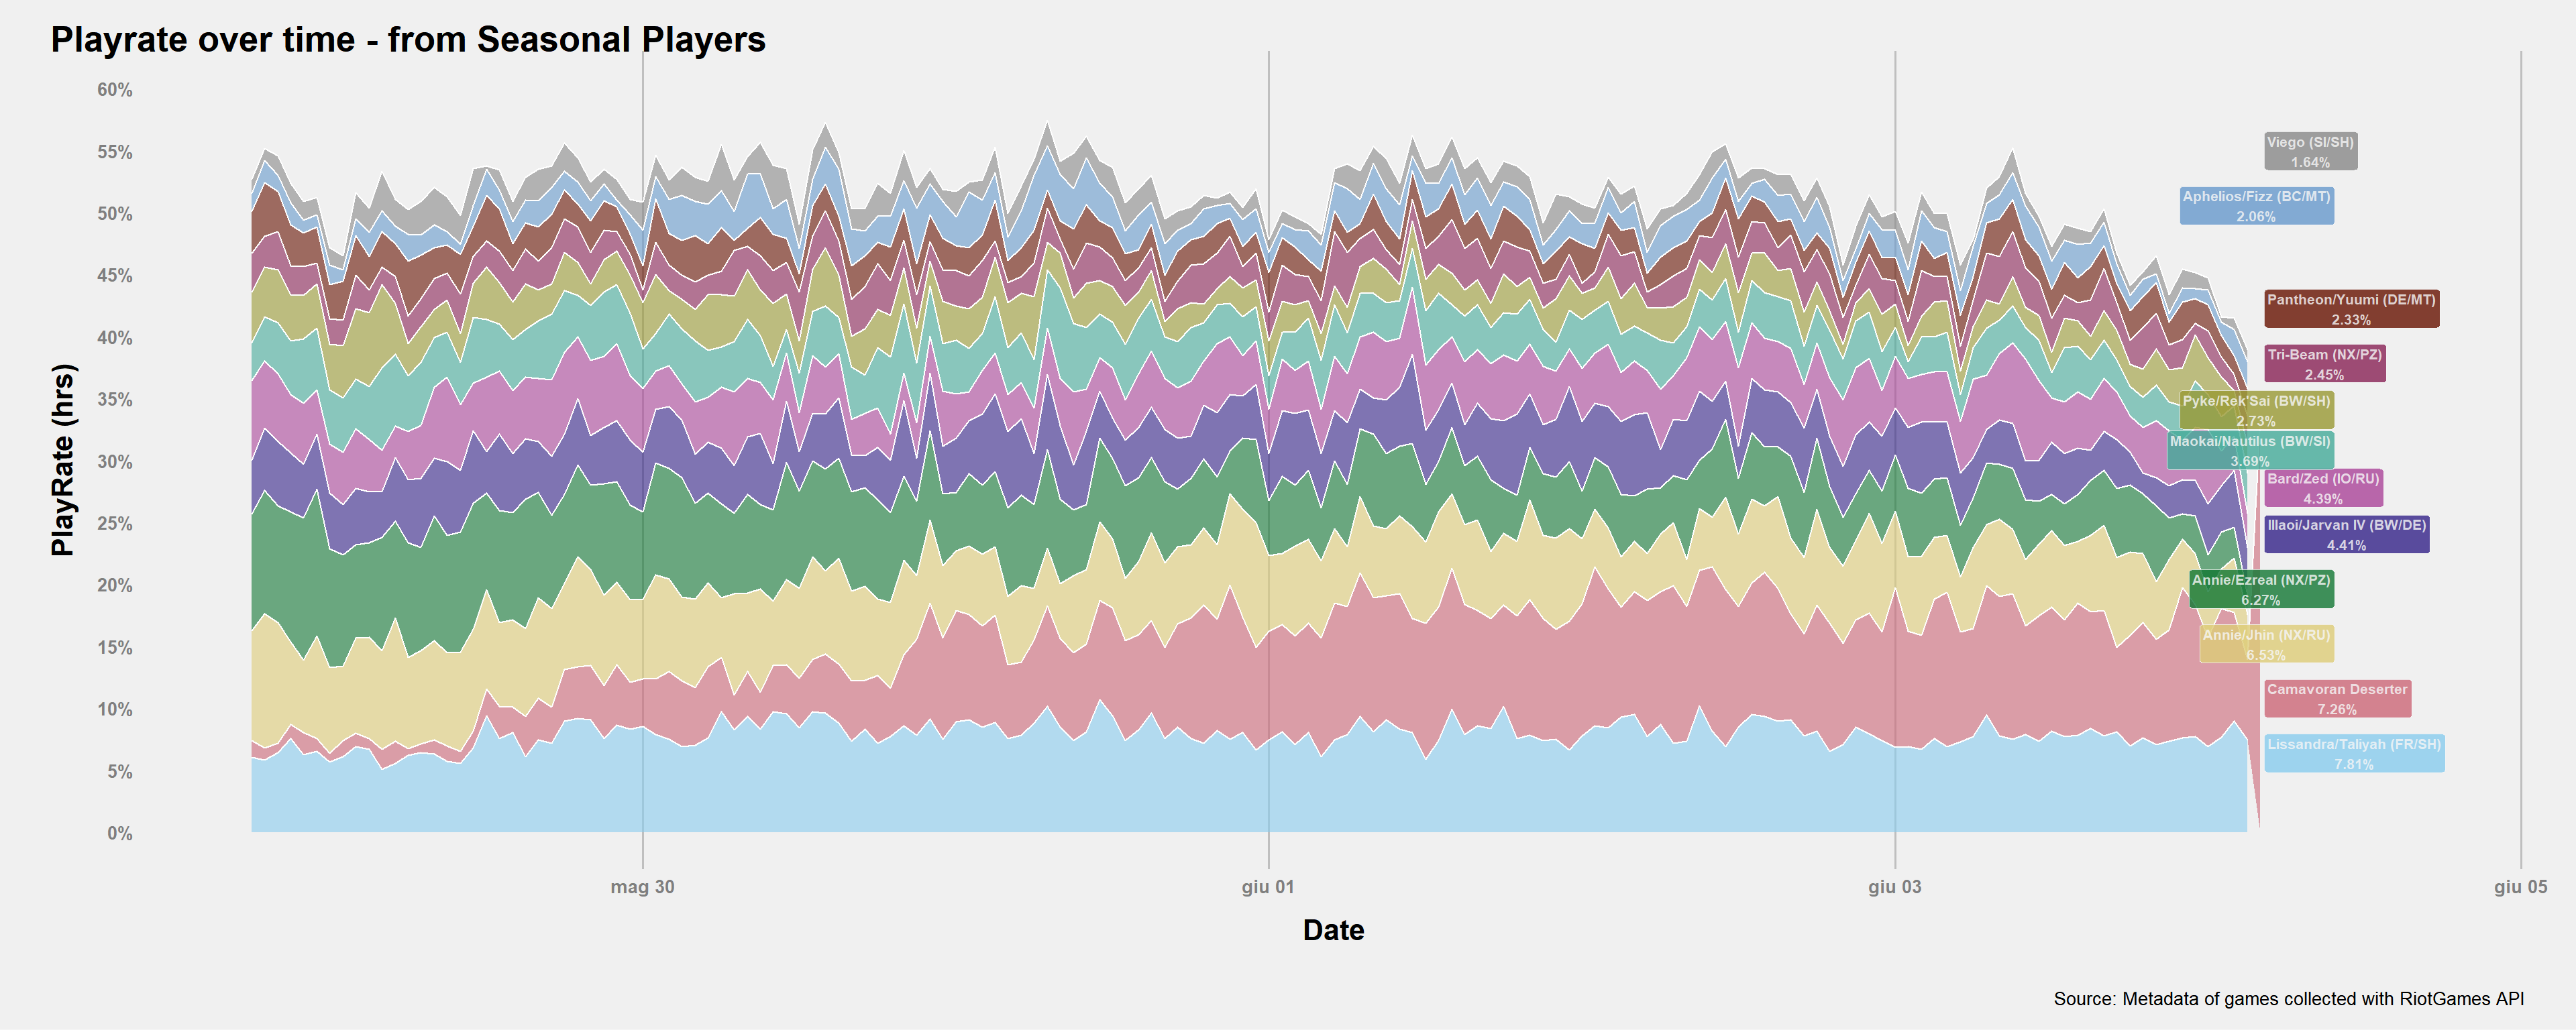 Playrate over time - from Seasonal Players
PlayRate (hrs)
60%
55%
50%
45%
40%
35%
30%
25%
20%
15%
10%
5%
0%
Viego (SI/SH)
1.64%
Aphelios/Fizz (BC/MT)
2.06%
Pantheon/Yuumi (DE/MT)
2.33%
Tri-Beam (NX/PZ)
2.45%
Pyke/Rek'Sai (BW/SH)
2.73%
Maokai/Nautilus (BW/SI)
3.69%
Bard/Zed (IO/RU)
4.39%
Illaoi/Jarvan IV (BW/DE)
4.41%
Annie/Ezreal (NX/PZ)
6.27%
Annie/Jhin (NX/RU)
6.53%
Camavoran Deserter
7.26%
Lissandra/Taliyah (FR/SH)
7.81%
mag 30
giu 01
giu 03
giu 05
Date
Source: Metadata of games collected with RiotGames API